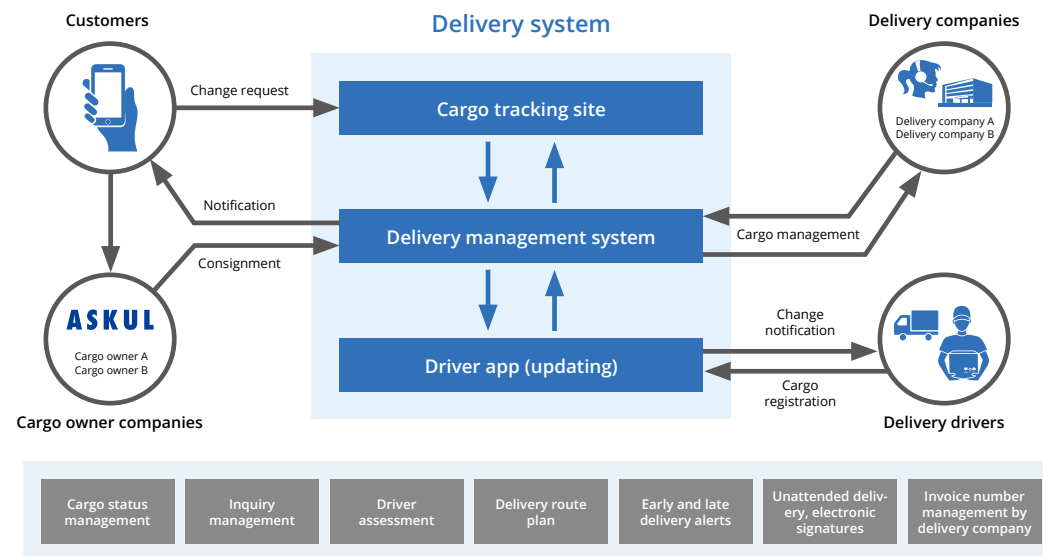 Customers
Delivery system
Delivery companies
Change request
Cargo tracking site
Delivery company A
Delivery company B
Notification
Delivery management system
Cargo management
Consignment
ASKUL
Cargo owner A
Cargo owner B
Cargo owner companies
Driver app (updating)
Change
notification
Cargo
registration
Delivery drivers
Cargo status
management
Inquiry
management
Driver
assessment
Delivery route
plan
Early and late
delivery alerts
Unattended deliv-
ery, electronic
signatures
Invoice number
management by
delivery company